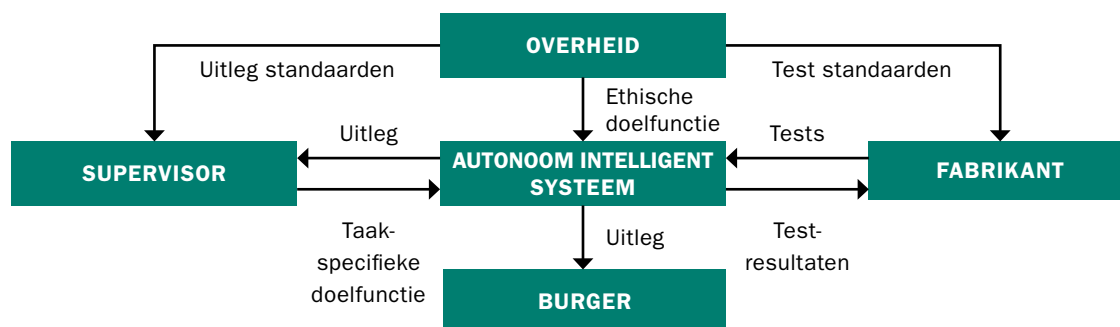 OVERHEID
Uitleg standaarden
Test standaarden
Ethische
doelfunctie
Uitleg
Tests
SUPERVISOR
AUTONOOM INTELLIGENT
SYSTEEM
FABRIKANT
Taak-
specifieke
doelfunctie
Uitleg
Test-
resultaten
BURGER